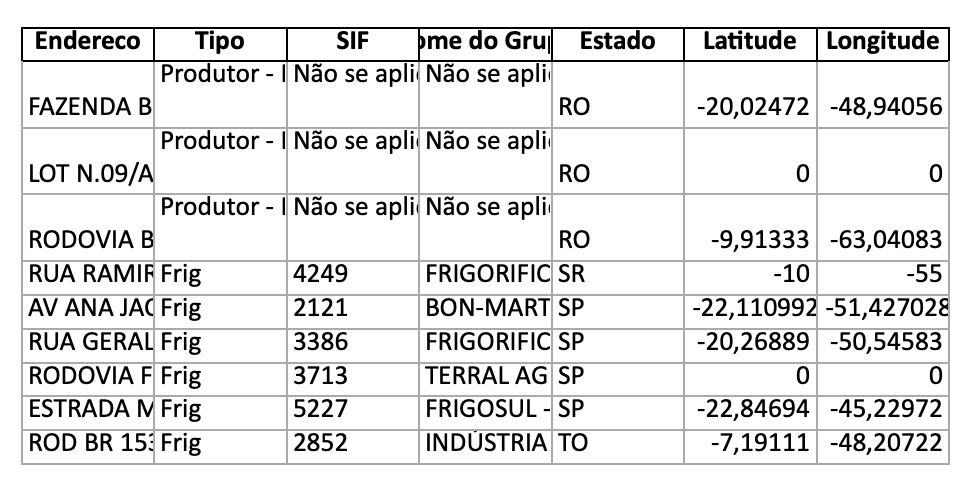 Endereco Tipo SIF ome do Grup Estado Latitude Longitude
Produtor - I Não se apli Não se apli
FAZENDA B RO -20,02472 -48,94056
Produtor - I Não se apli Não se apli
LOT N.09/A RO 0 0
Produtor - I Não se apli Não se apli
RODOVIA B RO -9,91333 -63,04083
RUA RAMIR Frig 4249 FRIGORIFIC SR -10 -55
AV ANA JAC Frig 2121 BON-MART SP -22,110992 -51,427028
RUA GERAL Frig 3386 FRIGORIFIC SP -20,26889 -50,54583
RODOVIA F Frig 3713 TERRAL AG SP 0 0
ESTRADA M Frig 5227 FRIGOSUL - SP -22,84694 -45,22972
ROD BR 153 Frig 2852 INDÚSTRIA TO -7,19111 -48,20722